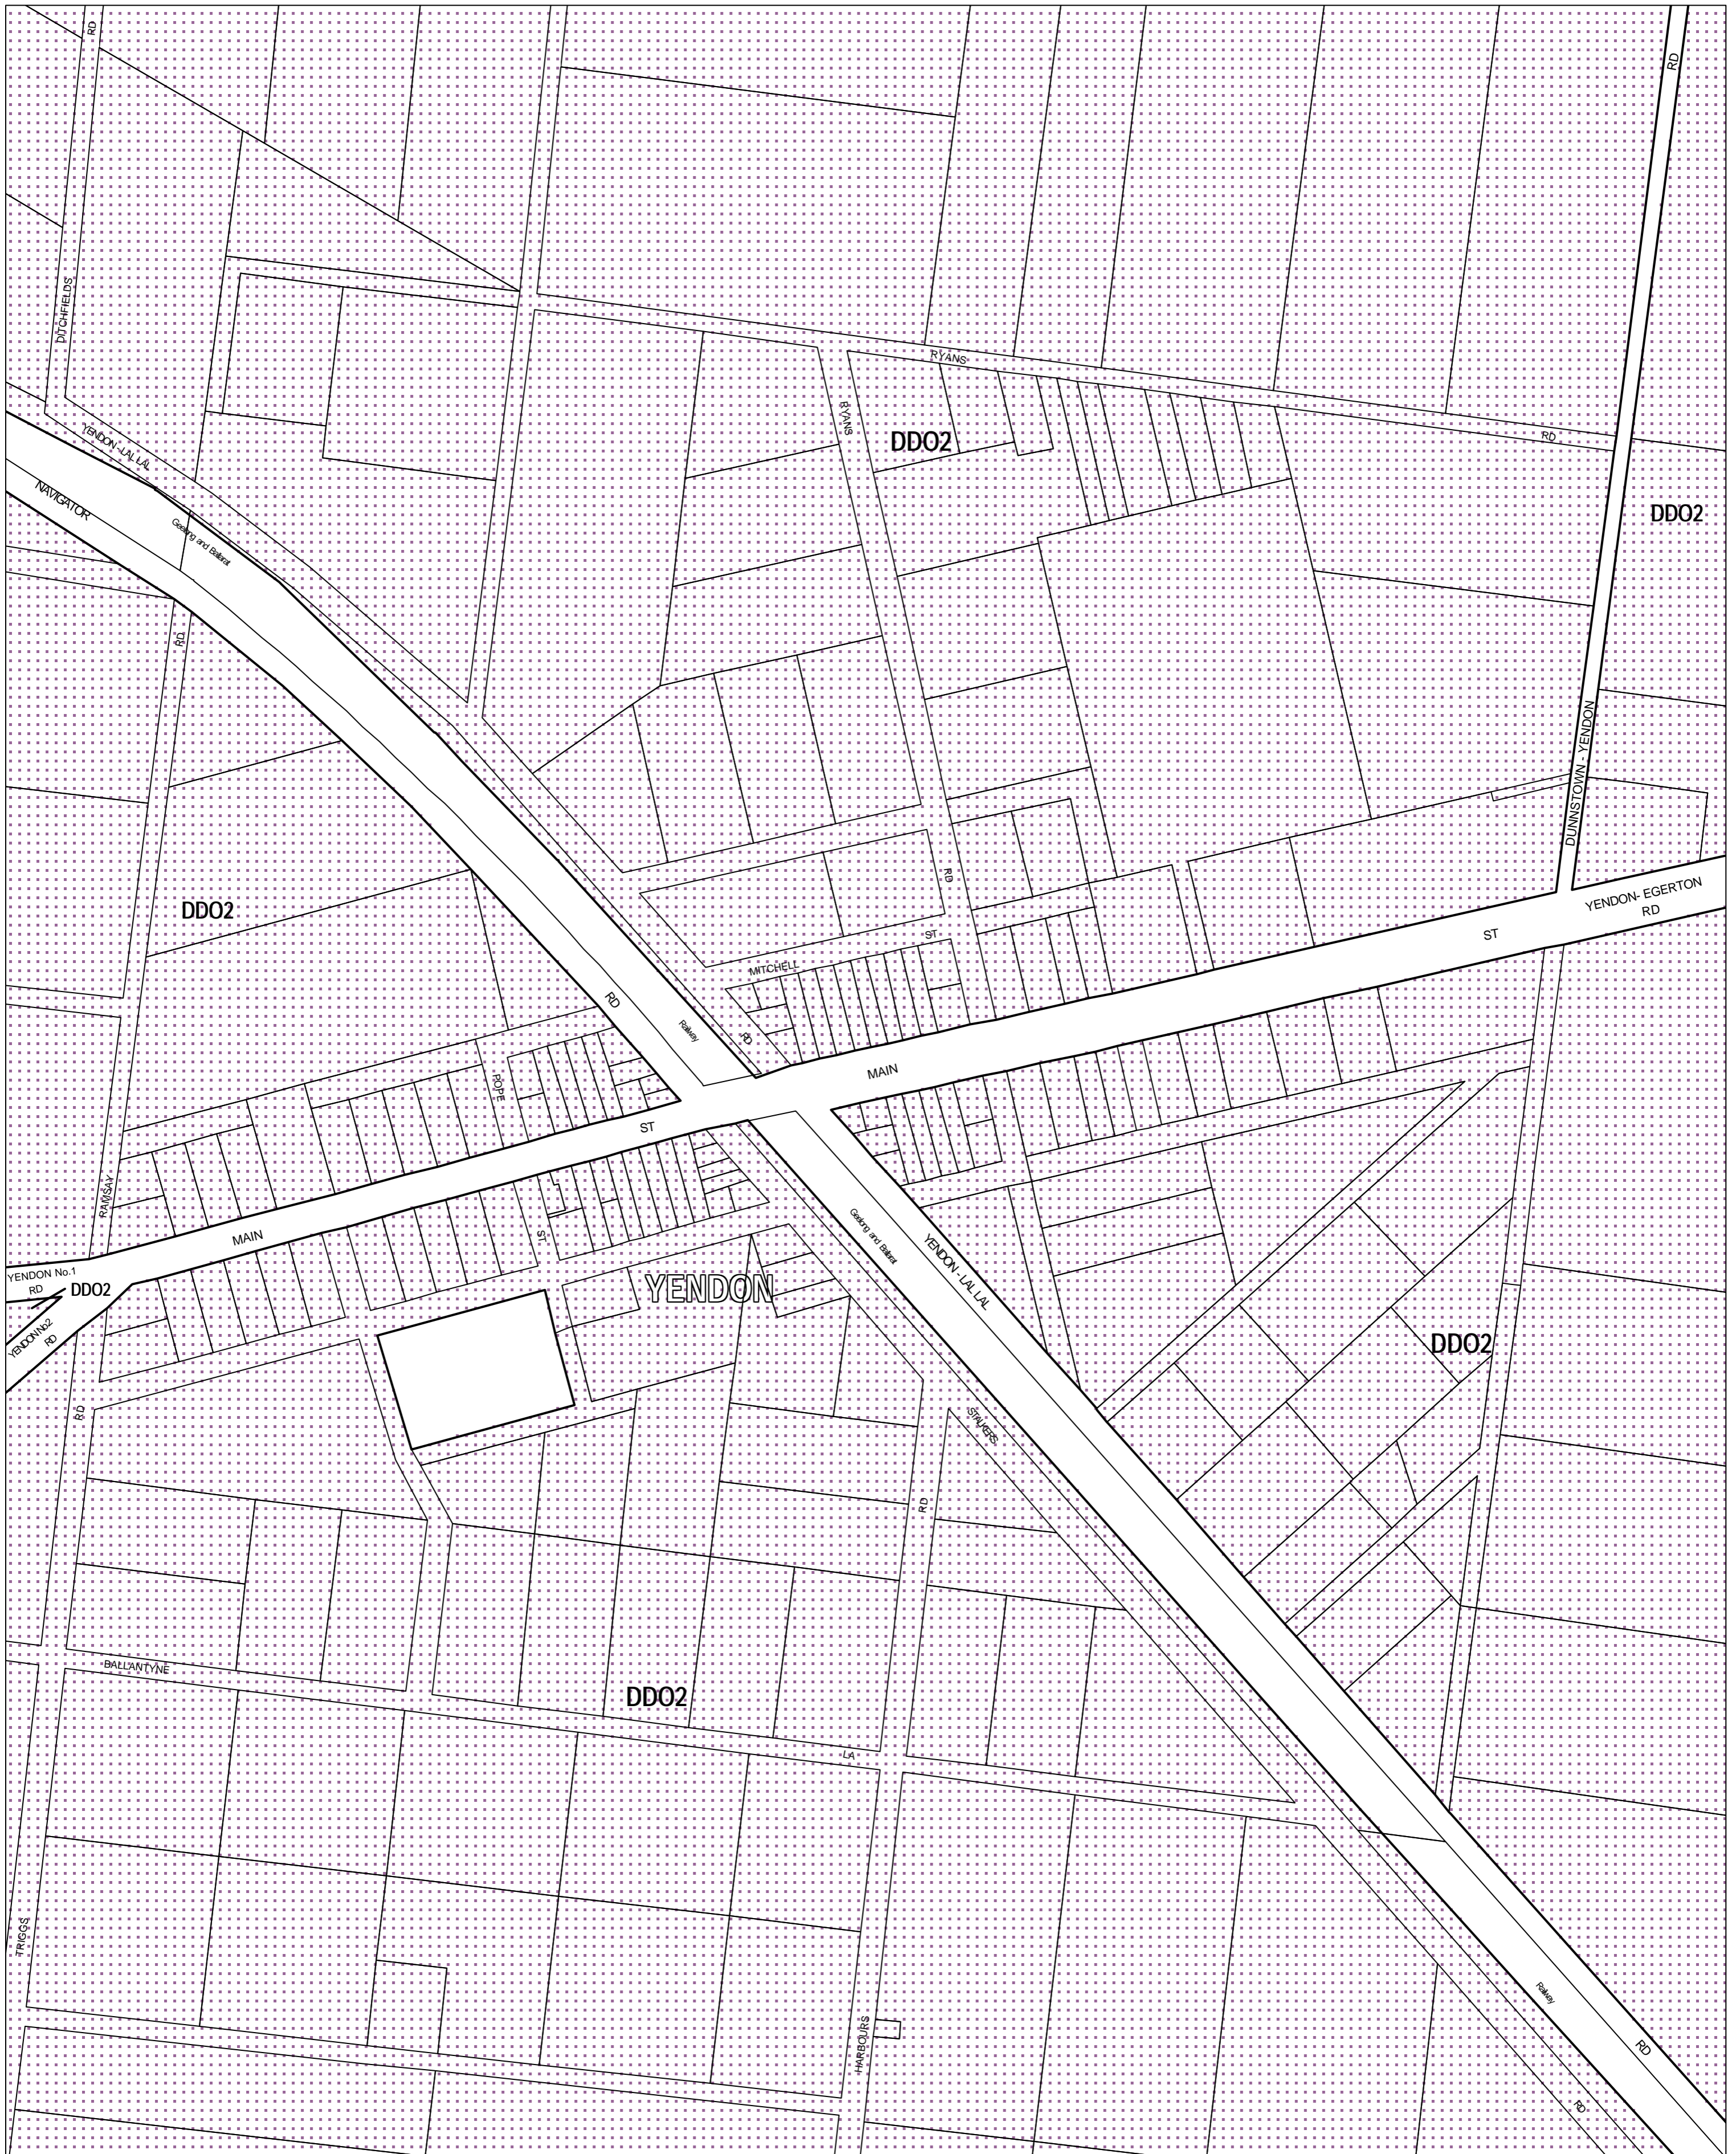 RD
RD
DITCHFIELDS
RYANS
RYANS
YENDON - LAL LAL
DDO2
RD
NAVIGATOR
DDO2
Geelong and Ballarat
RD
DUNNSTOWN - YENDON
RD
YENDON- EGERTON
RD
DDO2
ST
ST
MITCHELL
RD
Railway
RD
MAIN
POPE
ST
RAMSAY
MAIN
ST
Geelong and Ballarat
YENDON - LAL LAL
YENDON No.1
RD
DDO2
YENDON
YENDON No.2
RD
DDO2
RD
STALKERS
RD
BALLANTYNE
DDO2
LA
TRIGGS
Railway
HARBOURS
RD
RD